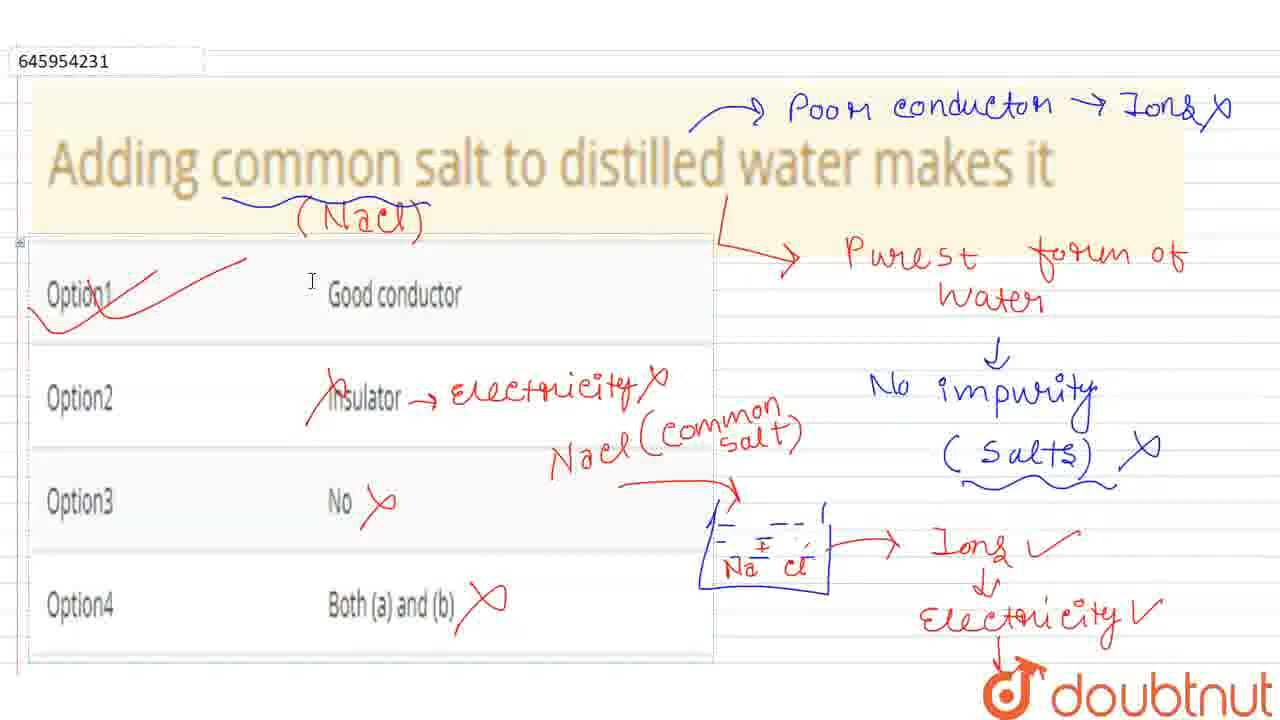 645954231
Poor conductor → Ions
Adding common salt to distilled water makes it
(Nacl)
Purest form of
water
Option1 Good conductor
No impurity
(Salts)
Option2 Insulator → Electricity
Nacl (common
salt)
Option3 No
Na+ Cl-
Ions ✓
Option4 Both (a) and (b)
Electricity ✓
doubtnut